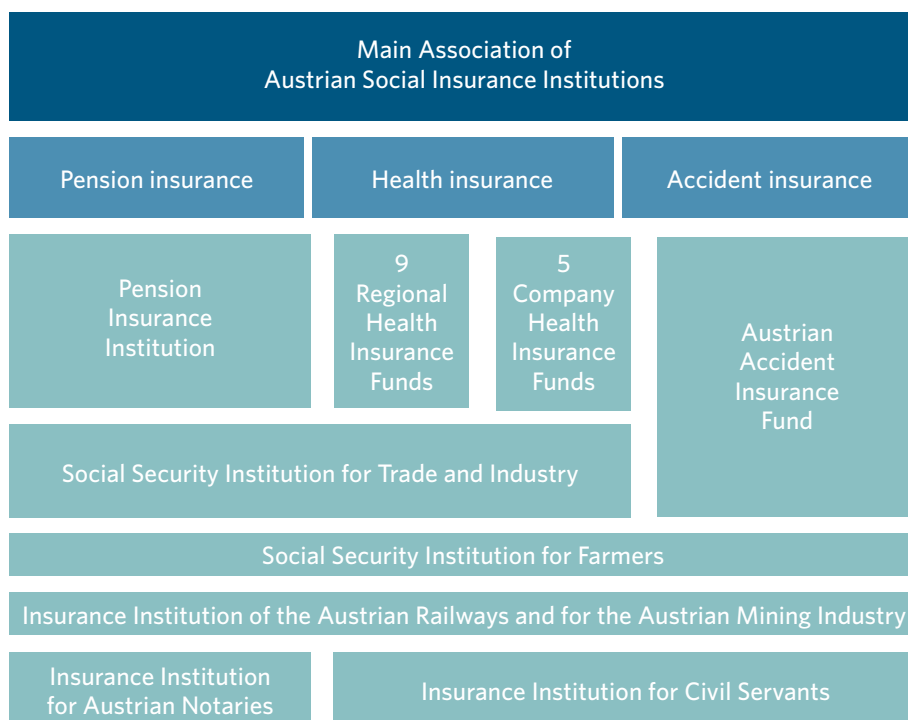 Main Association of
Austrian Social Insurance Institutions
Pension insurance
Health insurance
Accident insurance
Pension
Insurance
Institution
9
Regional
Health
Insurance
Funds
5
Company
Health
Insurance
Funds
Austrian
Accident
Insurance
Fund
Social Security Institution for Trade and Industry
Social Security Institution for Farmers
Insurance Institution of the Austrian Railways and for the Austrian Mining Industry
Insurance Institution
for Austrian Notaries
Insurance Institution for Civil Servants